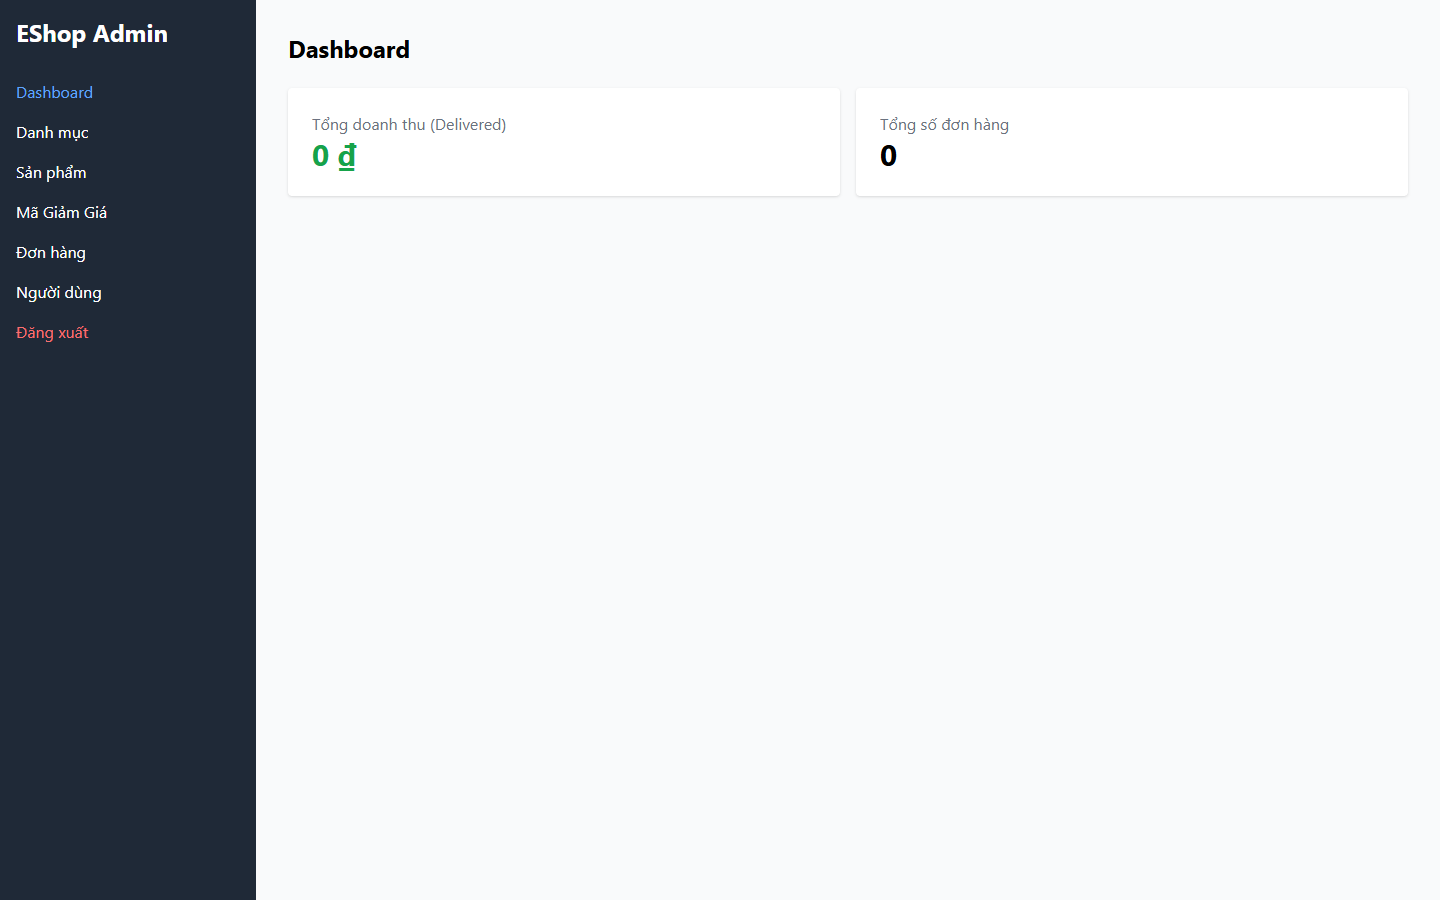 EShop Admin
Dashboard
Danh mục
Sản phẩm
Mã Giảm Giá
Đơn hàng
Người dùng
Đăng xuất
Dashboard
Tổng doanh thu (Delivered)
0 ₫
Tổng số đơn hàng
0